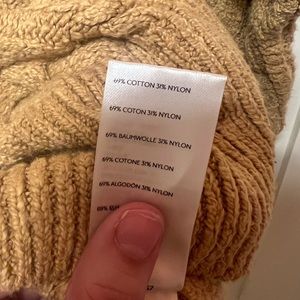 69% COTTON 31% NYLON
69% COTON 31% NYLON
69% BAUMWOLLE 31% NYLON
69% COTONE 31% NYLON
69% ALGODÓN 31% NYLON
69%